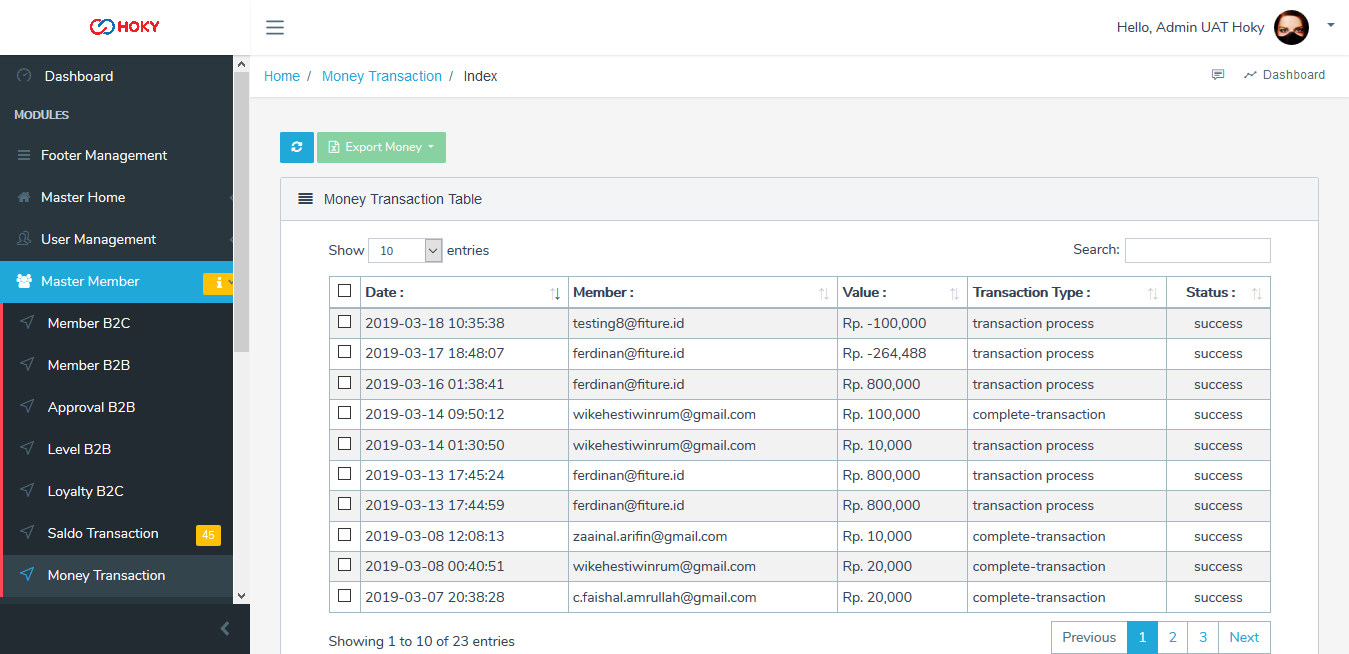 HOKY
Hello, Admin UAT Hoky
Dashboard
MODULES
Footer Management
Master Home
User Management
Master Member i
Member B2C
Member B2B
Approval B2B
Level B2B
Loyalty B2C
Saldo Transaction 46
Money Transaction
Home / Money Transaction / Index
Dashboard
Export Money
Money Transaction Table
Show 10 entries
Search:
Date : Member : Value : Transaction Type : Status :
2019-03-18 10:35:38 testing8@fiture.id Rp. -100,000 transaction process success
2019-03-17 18:48:07 ferdinan@fiture.id Rp. -264,488 transaction process success
2019-03-16 01:38:41 ferdinan@fiture.id Rp. 800,000 transaction process success
2019-03-14 09:50:12 wikehestiwinrum@gmail.com Rp. 100,000 complete-transaction success
2019-03-14 01:30:50 wikehestiwinrum@gmail.com Rp. 10,000 transaction process success
2019-03-13 17:45:24 ferdinan@fiture.id Rp. 800,000 transaction process success
2019-03-13 17:44:59 ferdinan@fiture.id Rp. 800,000 transaction process success
2019-03-08 12:08:13 zaainal.arifin@gmail.com Rp. 10,000 complete-transaction success
2019-03-08 00:40:51 wikehestiwinrum@gmail.com Rp. 20,000 complete-transaction success
2019-03-07 20:38:28 c.faishal.amrullah@gmail.com Rp. 20,000 complete-transaction success
Showing 1 to 10 of 23 entries
Previous 1 2 3 Next